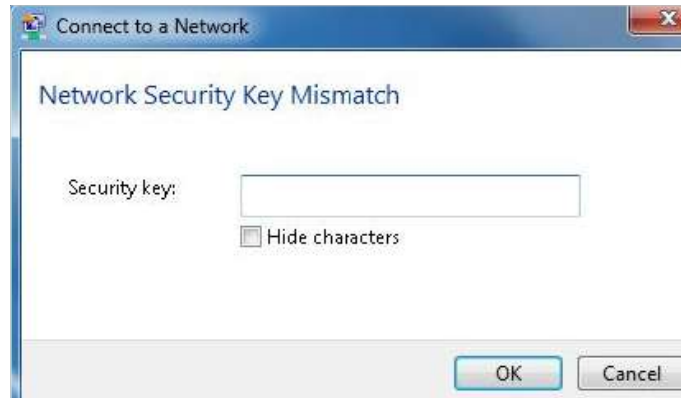 Connect to a Network
Network Security Key Mismatch
Security key:
Hide characters
OK Cancel